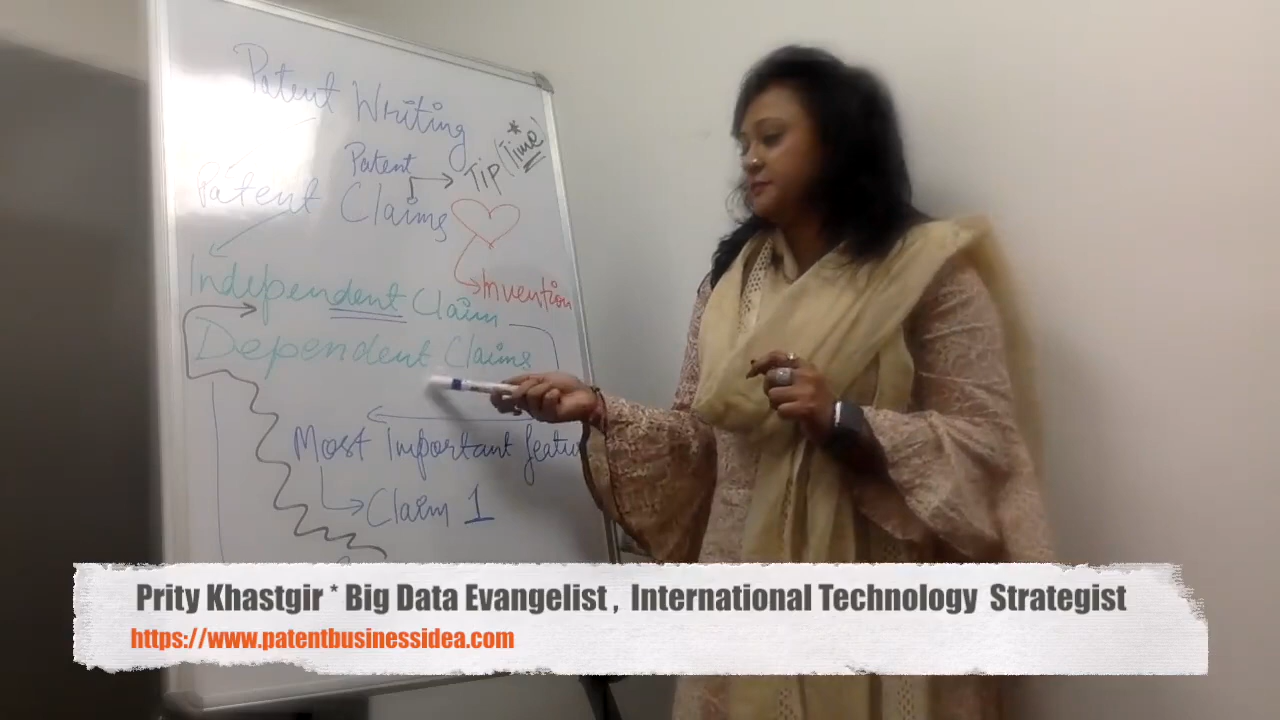 Patent Writing
Patent
TIP (Time *
Patent Claims
Invention
Independent Claim
Dependent Claims
Most Important featu
Claim 1
Prity Khastgir * Big Data Evangelist , International Technology Strategist
https://www.patentbusinessidea.com